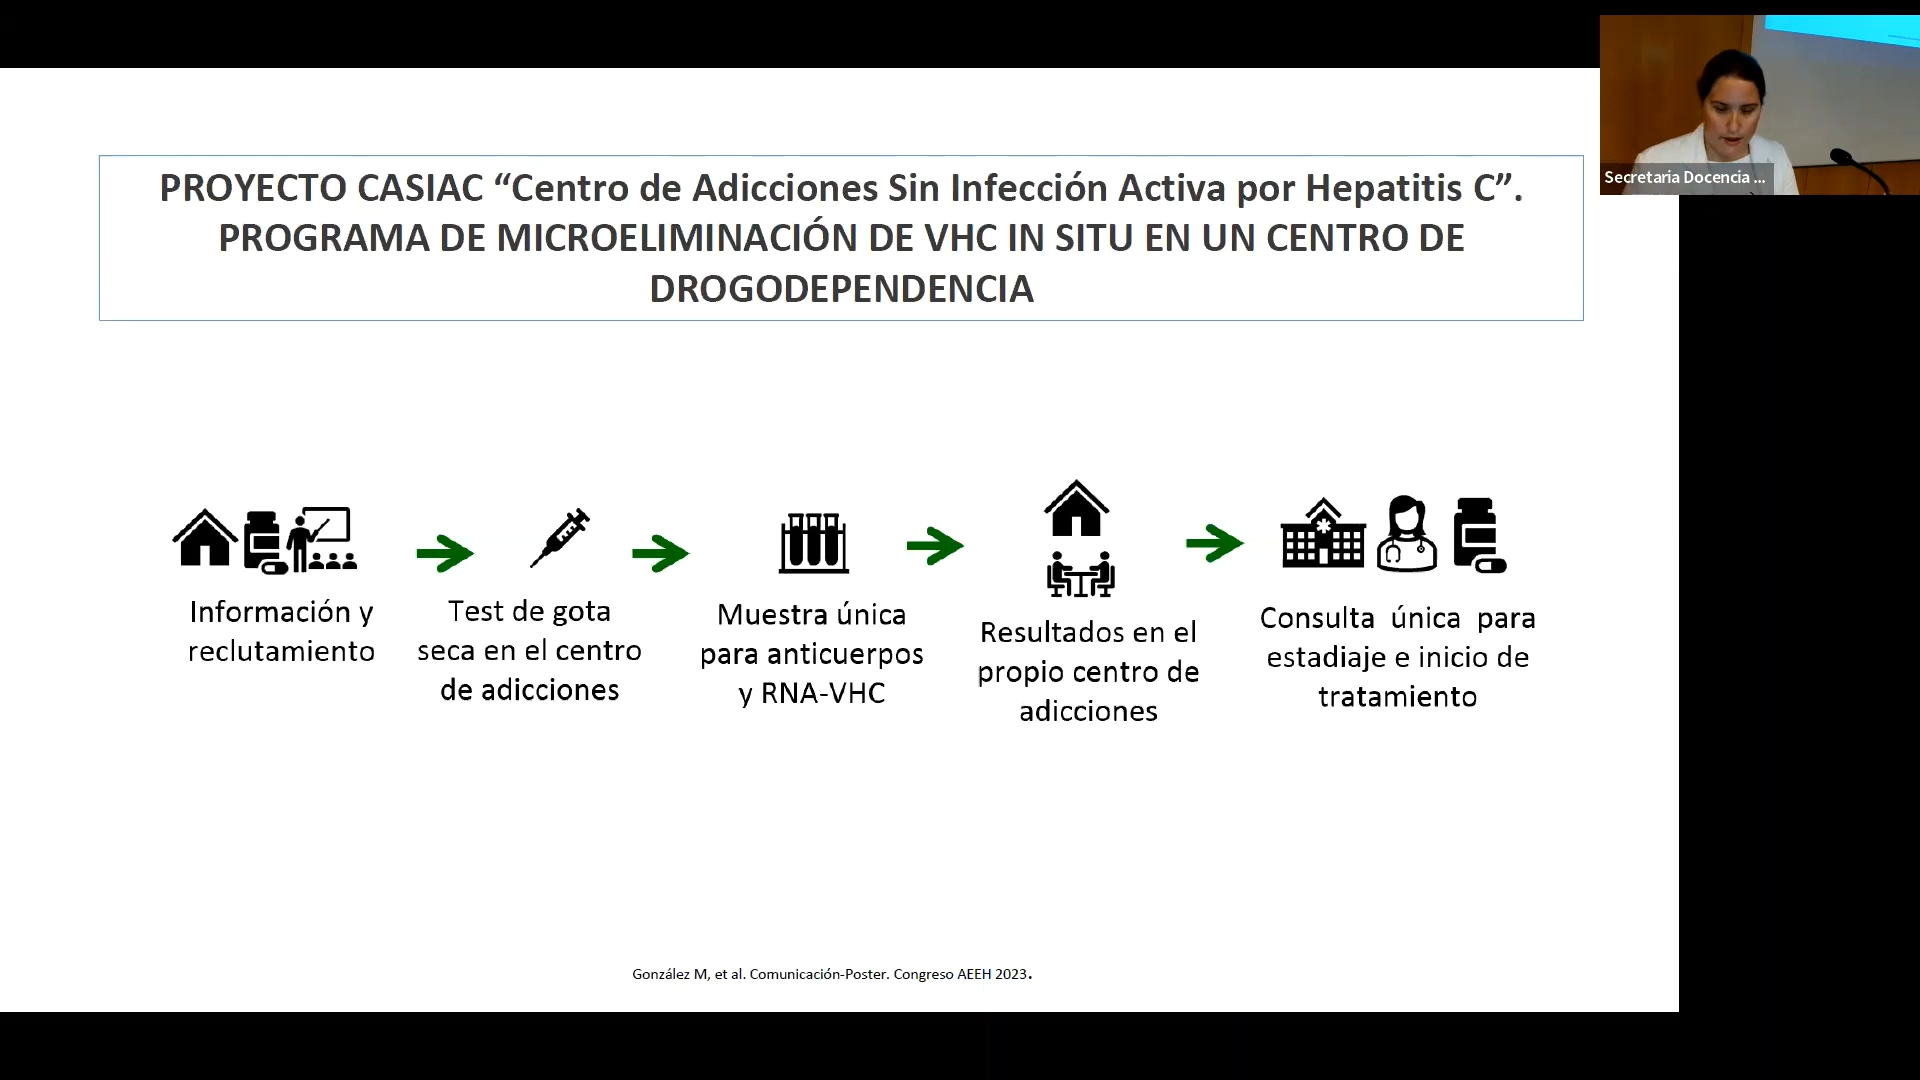 PROYECTO CASIAC “Centro de Adicciones Sin Infección Activa por Hepatitis C”.
PROGRAMA DE MICROELIMINACIÓN DE VHC IN SITU EN UN CENTRO DE
DROGODEPENDENCIA
Secretaria Docencia ...
Información y
reclutamiento
Test de gota
seca en el centro
de adicciones
Muestra única
para anticuerpos
y RNA-VHC
Resultados en el
propio centro de
adicciones
Consulta única para
estadiaje e inicio de
tratamiento
González M, et al. Comunicación-Poster. Congreso AEEH 2023.